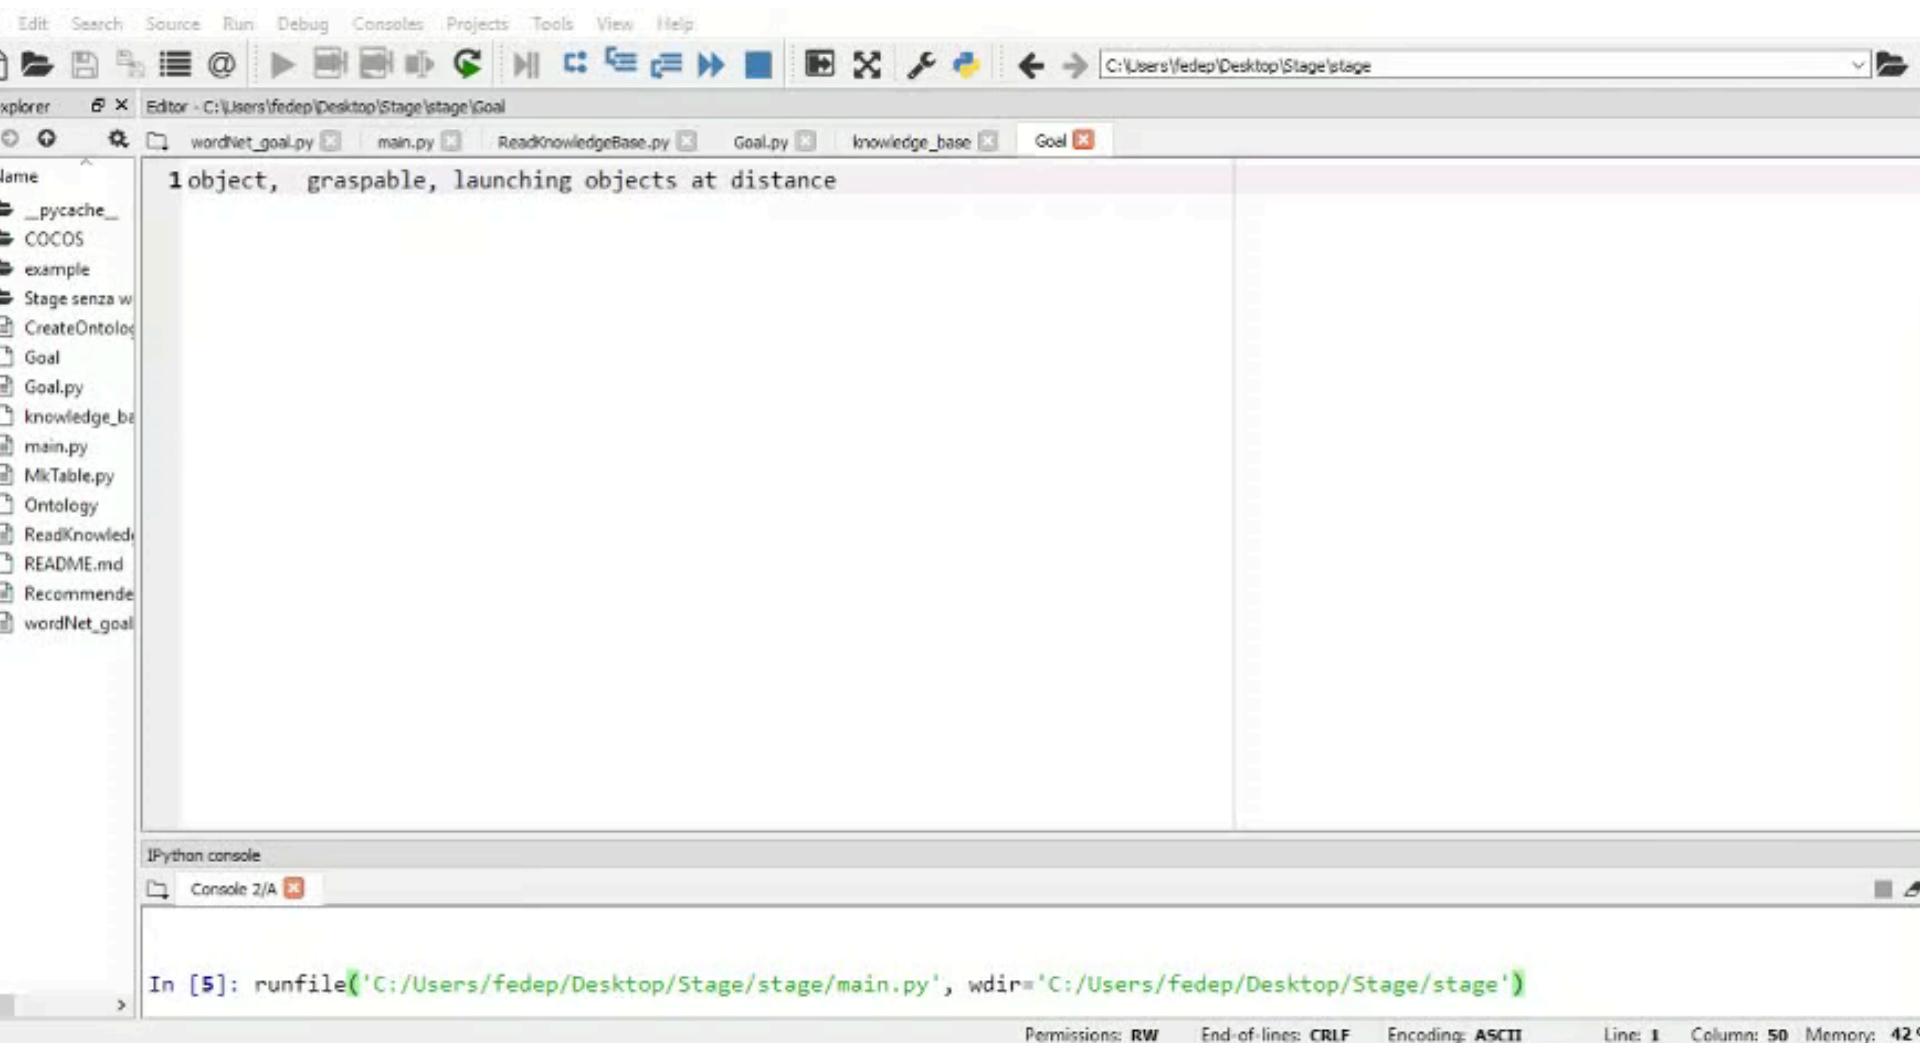 Edit Search Source Run Debug Consoles Projects Tools View Help
C:\Users\fedep\Desktop\Stage\stage
xplorer
Editor - C:\Users\fedep\Desktop\Stage\stage\Goal
wordNet_goal.py main.py ReadKnowledgeBase.py Goal.py knowledge_base Goal
Name
1 object,  graspable, launching objects at distance
__pycache__
COCOS
example
Stage senza w
CreateOntolog
Goal
Goal.py
knowledge_ba
main.py
MkTable.py
Ontology
ReadKnowled
README.md
Recommende
wordNet_goal
IPython console
Console 2/A
In [5]: runfile('C:/Users/fedep/Desktop/Stage/stage/main.py', wdir='C:/Users/fedep/Desktop/Stage/stage')
Permissions: RW End-of-lines: CRLF Encoding: ASCII Line: 1 Column: 50 Memory: 42